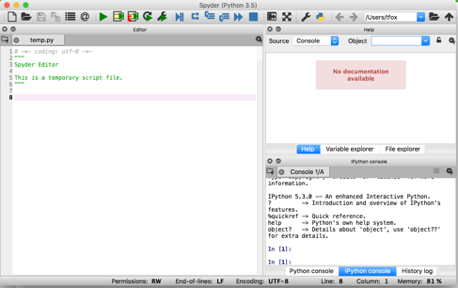 Spyder (Python 3.5)
/Users/tfox
Editor
temp.py
1 # -*- coding: utf-8 -*-
2 """
3 Spyder Editor
4
5 This is a temporary script file.
6 """
7
8
Help
Source Console Object
No documentation
available
Help Variable explorer File explorer
IPython console
Console 1/A
information.
IPython 5.3.0 -- An enhanced Interactive Python.
? -> Introduction and overview of IPython's
features.
%quickref -> Quick reference.
help -> Python's own help system.
object? -> Details about 'object', use 'object??'
for extra details.
In [1]:
In [1]:
Python console IPython console History log
Permissions: RW End-of-lines: LF Encoding: UTF-8 Line: 8 Column: 1 Memory: 81 %